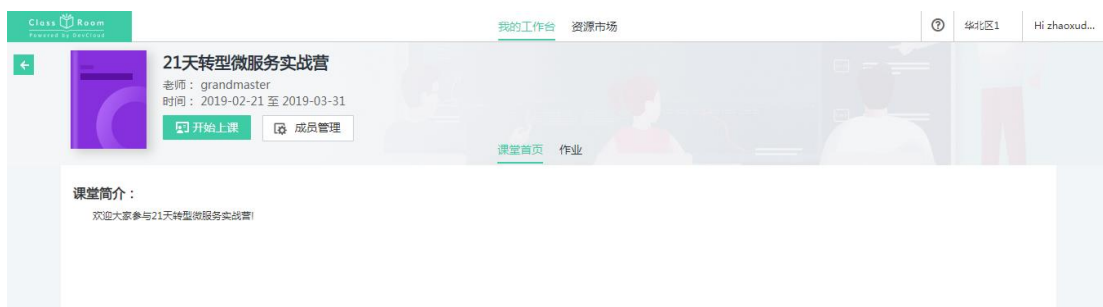 Class Room
Powered by DevCloud
我的工作台 资源市场
华北区1
Hi zhaoxud...
21天转型微服务实战营
老师： grandmaster
时间： 2019-02-21 至 2019-03-31
开始上课
成员管理
课堂首页 作业
课堂简介：
欢迎大家参与21天转型微服务实战营!